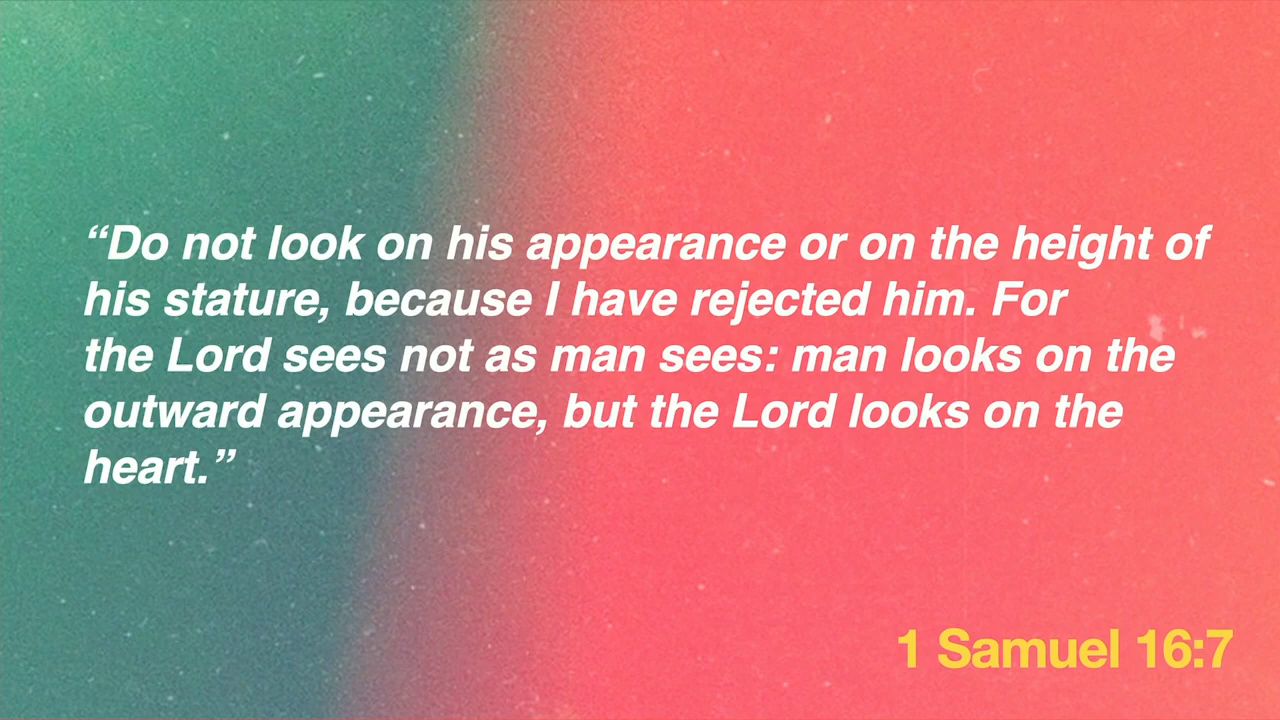 “Do not look on his appearance or on the height of
his stature, because I have rejected him. For
the Lord sees not as man sees: man looks on the
outward appearance, but the Lord looks on the
heart.”
1 Samuel 16:7